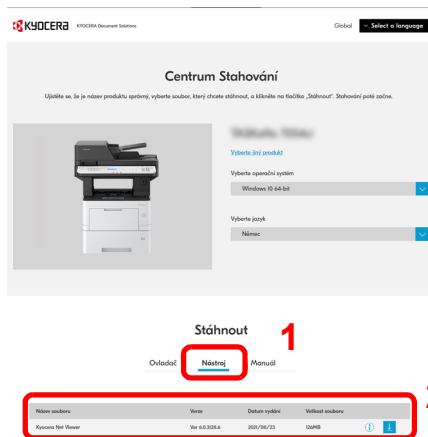 KYOCERA KYOCERA Document Solutions Global Select a language
Centrum Stahování
Ujistěte se, že je název produktu správný, vyberte soubor, který chcete stáhnout, a klikněte na tlačítko „Stáhnout". Stahování poté začne.
Vyberte jiný produkt
Vyberte operační systém
Windows 10 64-bit
Vyberte jazyk
Němec
Stáhnout
1
Ovladač Nástroj Manuál
Název souboru Verze Datum vydání Velikost souboru
Kyocera Net Viewer Ver 6.0.3128.6 2021/08/23 126MB